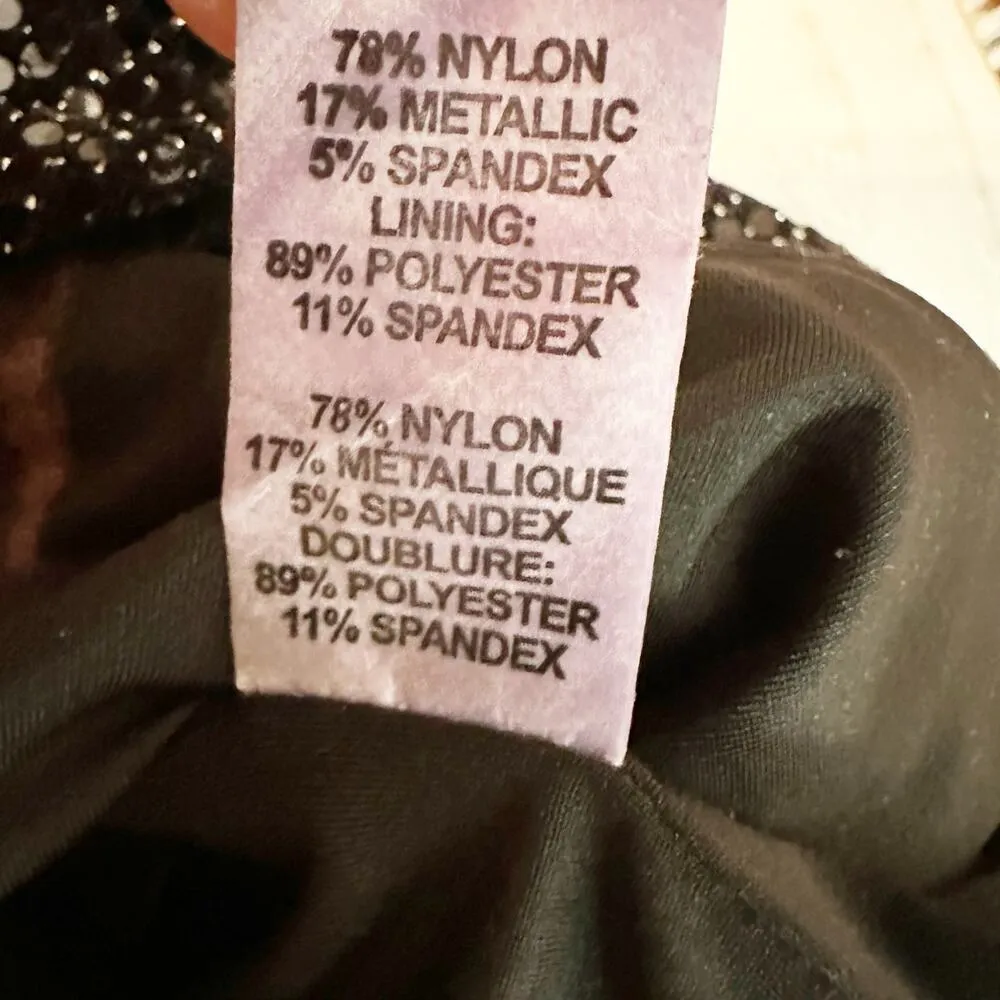 78% NYLON
17% METALLIC
5% SPANDEX
LINING:
89% POLYESTER
11% SPANDEX
78% NYLON
17% MÉTALLIQUE
5% SPANDEX
DOUBLURE:
89% POLYESTER
11% SPANDEX